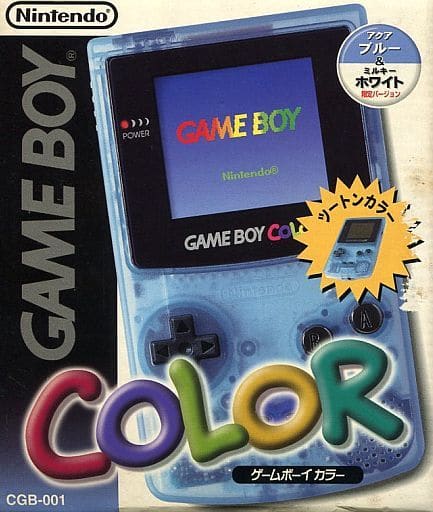 Nintendo®
GAME BOY®
アクア
ブルー
&
ミルキー
ホワイト
限定バージョン
POWER
GAME BOY
Nintendo®
GAME BOY COLO
ツートンカラー
Nintendo
B
A
COLOR
ゲームボーイ カラー
CGB-001